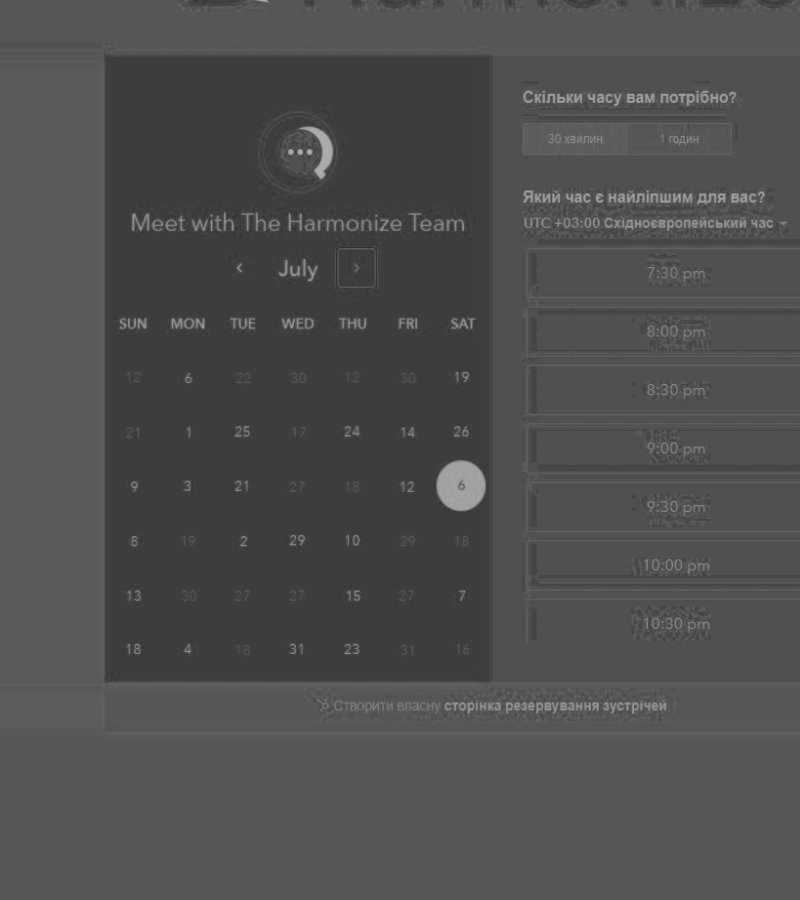 Meet with The Harmonize Team
July
SUN MON TUE WED THU FRI SAT
12 6 22 30 12 30 19
21 1 25 17 24 14 26
9 3 21 27 18 12 6
8 19 2 29 10 29 18
13 30 27 27 15 27 7
18 4 18 31 23 31 16
Скільки часу вам потрібно?
30 хвилин 1 годин
Який час є найліпшим для вас?
UTC +03:00 Східноєвропейський час
7:30 pm
8:00 pm
8:30 pm
9:00 pm
9:30 pm
10:00 pm
10:30 pm
Створити власну сторінка резервування зустрічей